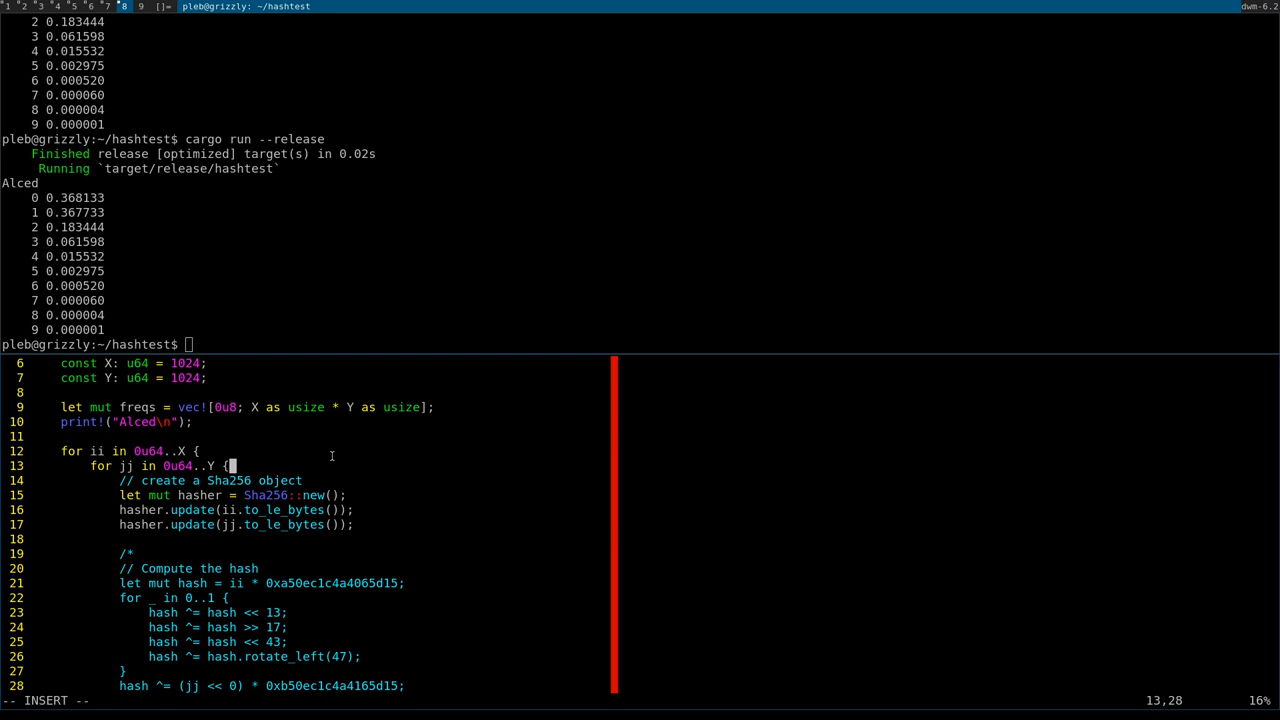 1 2 3 4 5 6 7 8 9 []= pleb@grizzly: ~/hashtest dwm-6.2
2 0.183444
3 0.061598
4 0.015532
5 0.002975
6 0.000520
7 0.000060
8 0.000004
9 0.000001
pleb@grizzly:~/hashtest$ cargo run --release
Finished release [optimized] target(s) in 0.02s
Running `target/release/hashtest`
Alced
0 0.368133
1 0.367733
2 0.183444
3 0.061598
4 0.015532
5 0.002975
6 0.000520
7 0.000060
8 0.000004
9 0.000001
pleb@grizzly:~/hashtest$
6 const X: u64 = 1024;
7 const Y: u64 = 1024;
8
9 let mut freqs = vec![0u8; X as usize * Y as usize];
10 print!("Alced\n");
11
12 for ii in 0u64..X {
13 for jj in 0u64..Y {
14 // create a Sha256 object
15 let mut hasher = Sha256::new();
16 hasher.update(ii.to_le_bytes());
17 hasher.update(jj.to_le_bytes());
18
19 /*
20 // Compute the hash
21 let mut hash = ii * 0xa50ec1c4a4065d15;
22 for _ in 0..1 {
23 hash ^= hash << 13;
24 hash ^= hash >> 17;
25 hash ^= hash << 43;
26 hash ^= hash.rotate_left(47);
27 }
28 hash ^= (jj << 0) * 0xb50ec1c4a4165d15;
-- INSERT -- 13,28 16%